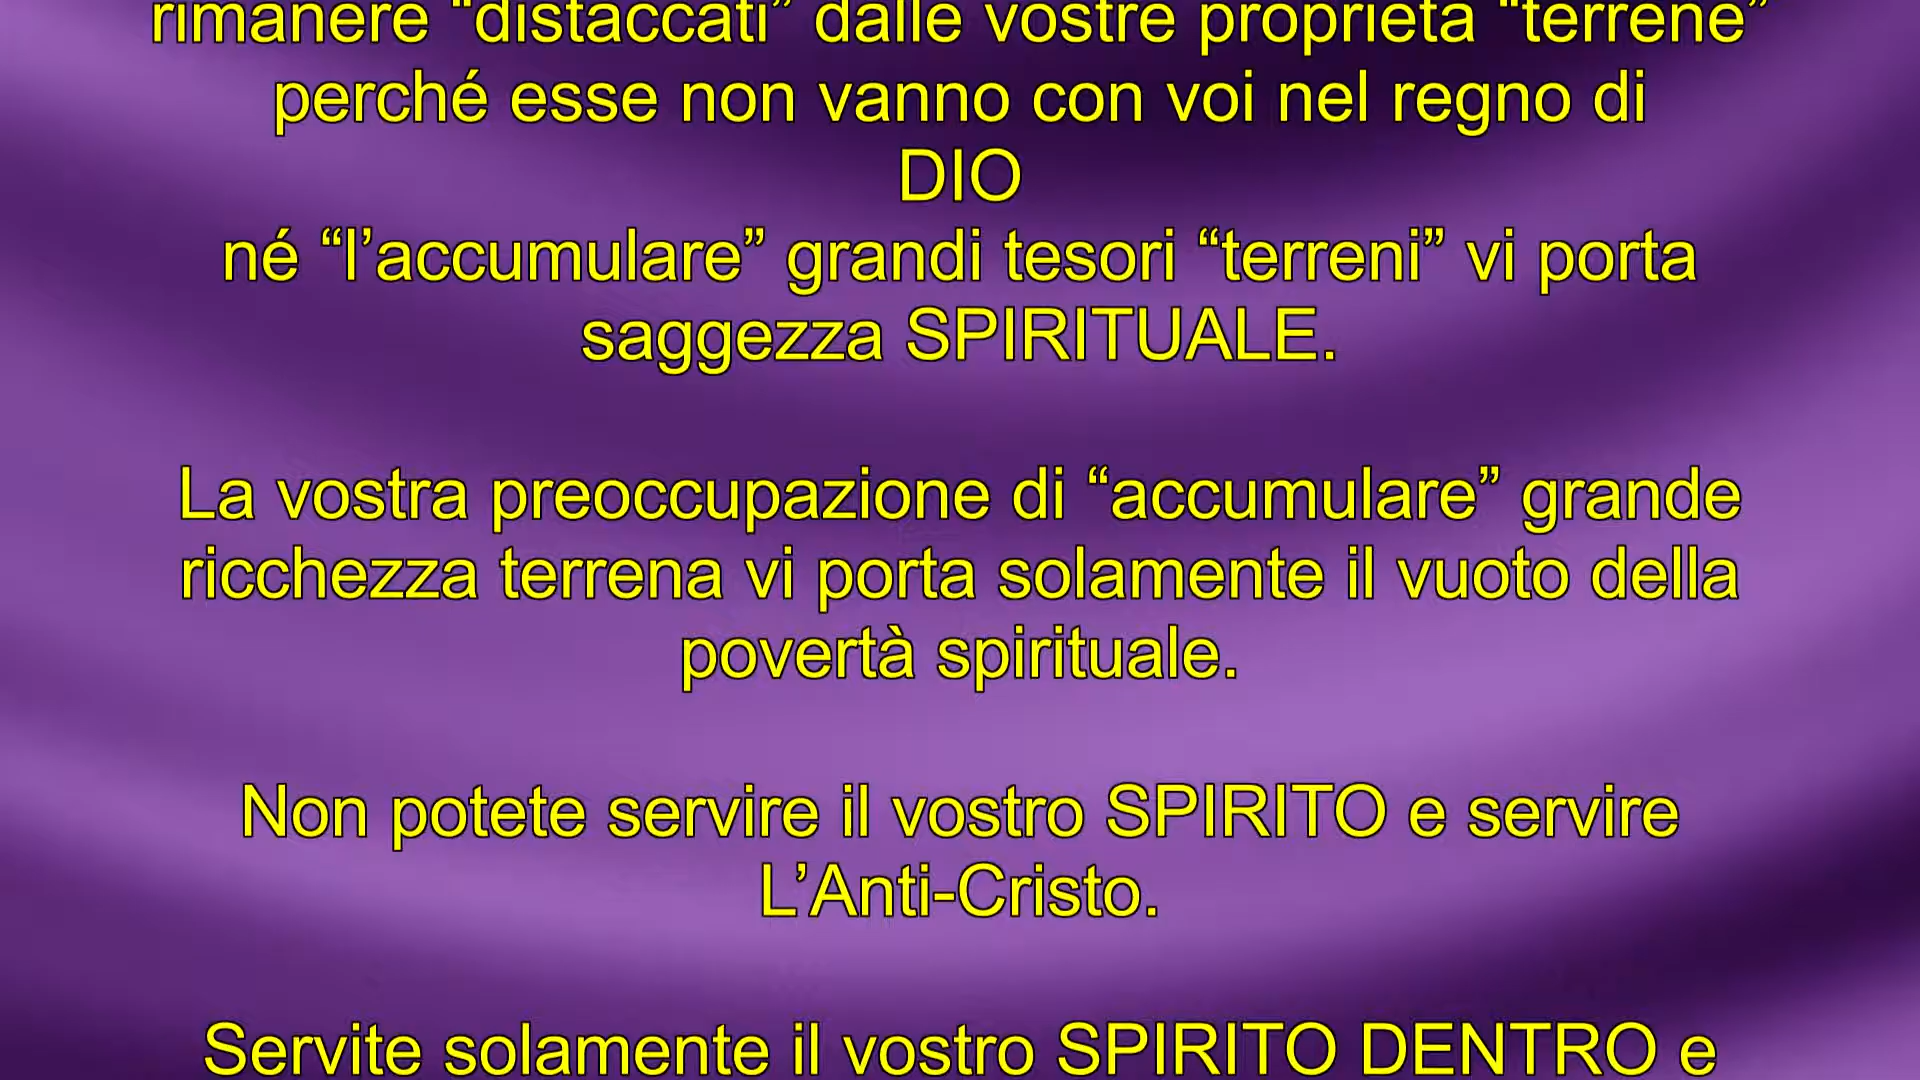 rimanere “distaccati” dalle vostre proprietà “terrene”
perché esse non vanno con voi nel regno di
DIO
né “l’accumulare” grandi tesori “terreni” vi porta
saggezza SPIRITUALE.
La vostra preoccupazione di “accumulare” grande
ricchezza terrena vi porta solamente il vuoto della
povertà spirituale.
Non potete servire il vostro SPIRITO e servire
L’Anti-Cristo.
Servite solamente il vostro SPIRITO DENTRO e